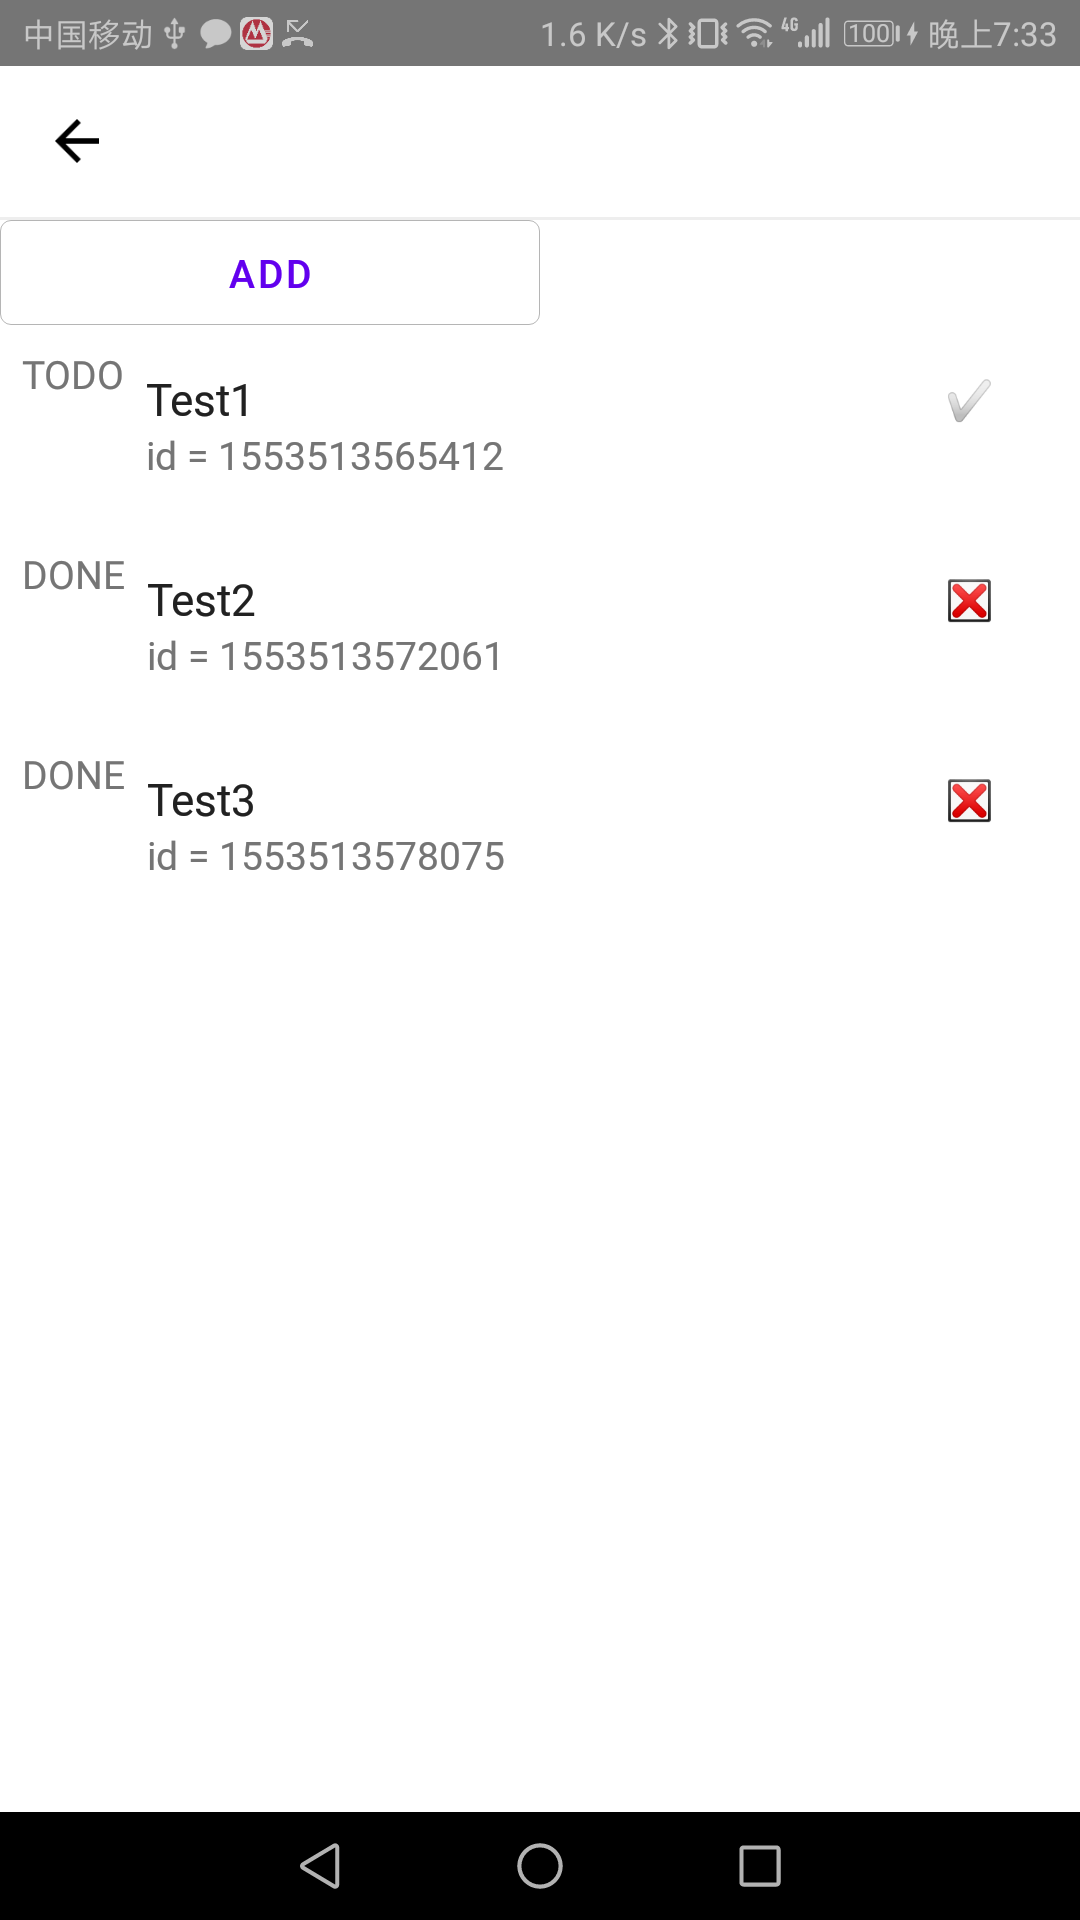 中国移动 1.6 K/s 4G 100 晚上7:33
ADD
TODO
Test1
id = 1553513565412
DONE
Test2
id = 1553513572061
DONE
Test3
id = 1553513578075